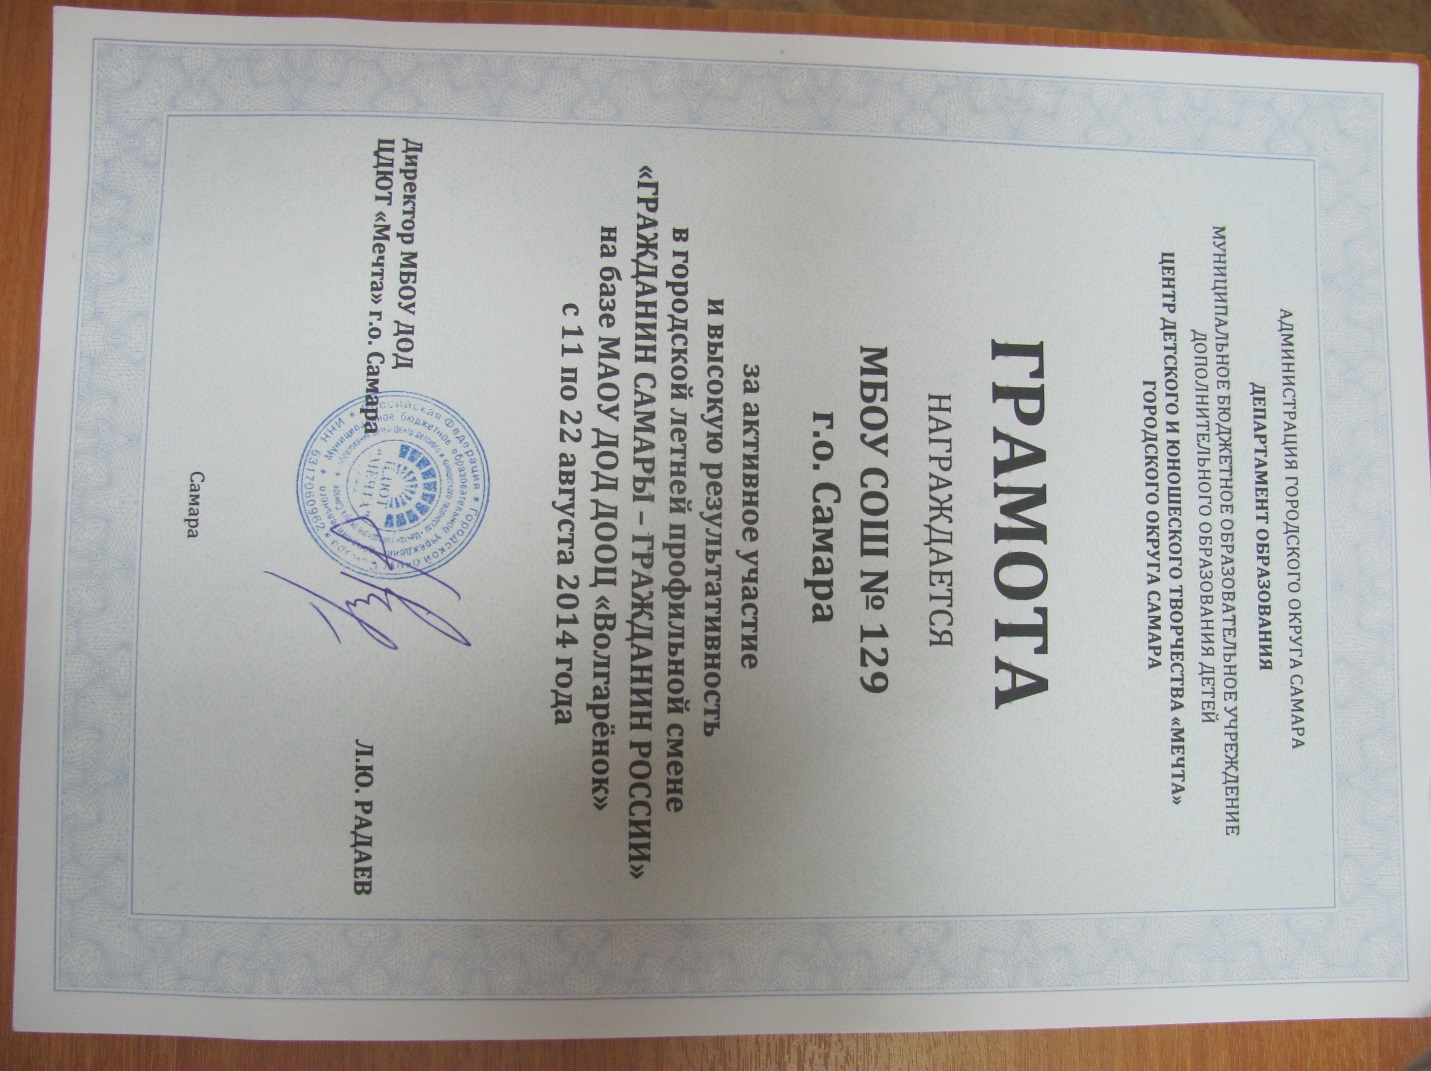 АДМИНИСТРАЦИЯ ГОРОДСКОГО ОКРУГА САМАРА
ДЕПАРТАМЕНТ ОБРАЗОВАНИЯ
МУНИЦИПАЛЬНОЕ БЮДЖЕТНОЕ ОБРАЗОВАТЕЛЬНОЕ УЧРЕЖДЕНИЕ
ДОПОЛНИТЕЛЬНОГО ОБРАЗОВАНИЯ ДЕТЕЙ
ЦЕНТР ДЕТСКОГО И ЮНОШЕСКОГО ТВОРЧЕСТВА «МЕЧТА»
ГОРОДСКОГО ОКРУГА САМАРА
ГРАМОТА
НАГРАЖДАЕТСЯ
МБОУ СОШ № 129
г.о. Самара
за активное участие
и высокую результативность
в городской летней профильной смене
«ГРАЖДАНИН САМАРЫ – ГРАЖДАНИН РОССИИ»
на базе МАОУ ДОД ДООЦ «Волгарёнок»
с 11 по 22 августа 2014 года
Директор МБОУ ДОД
ЦДЮТ «Мечта» г.о. Самара
Л.Ю. РАДАЕВ
Самара